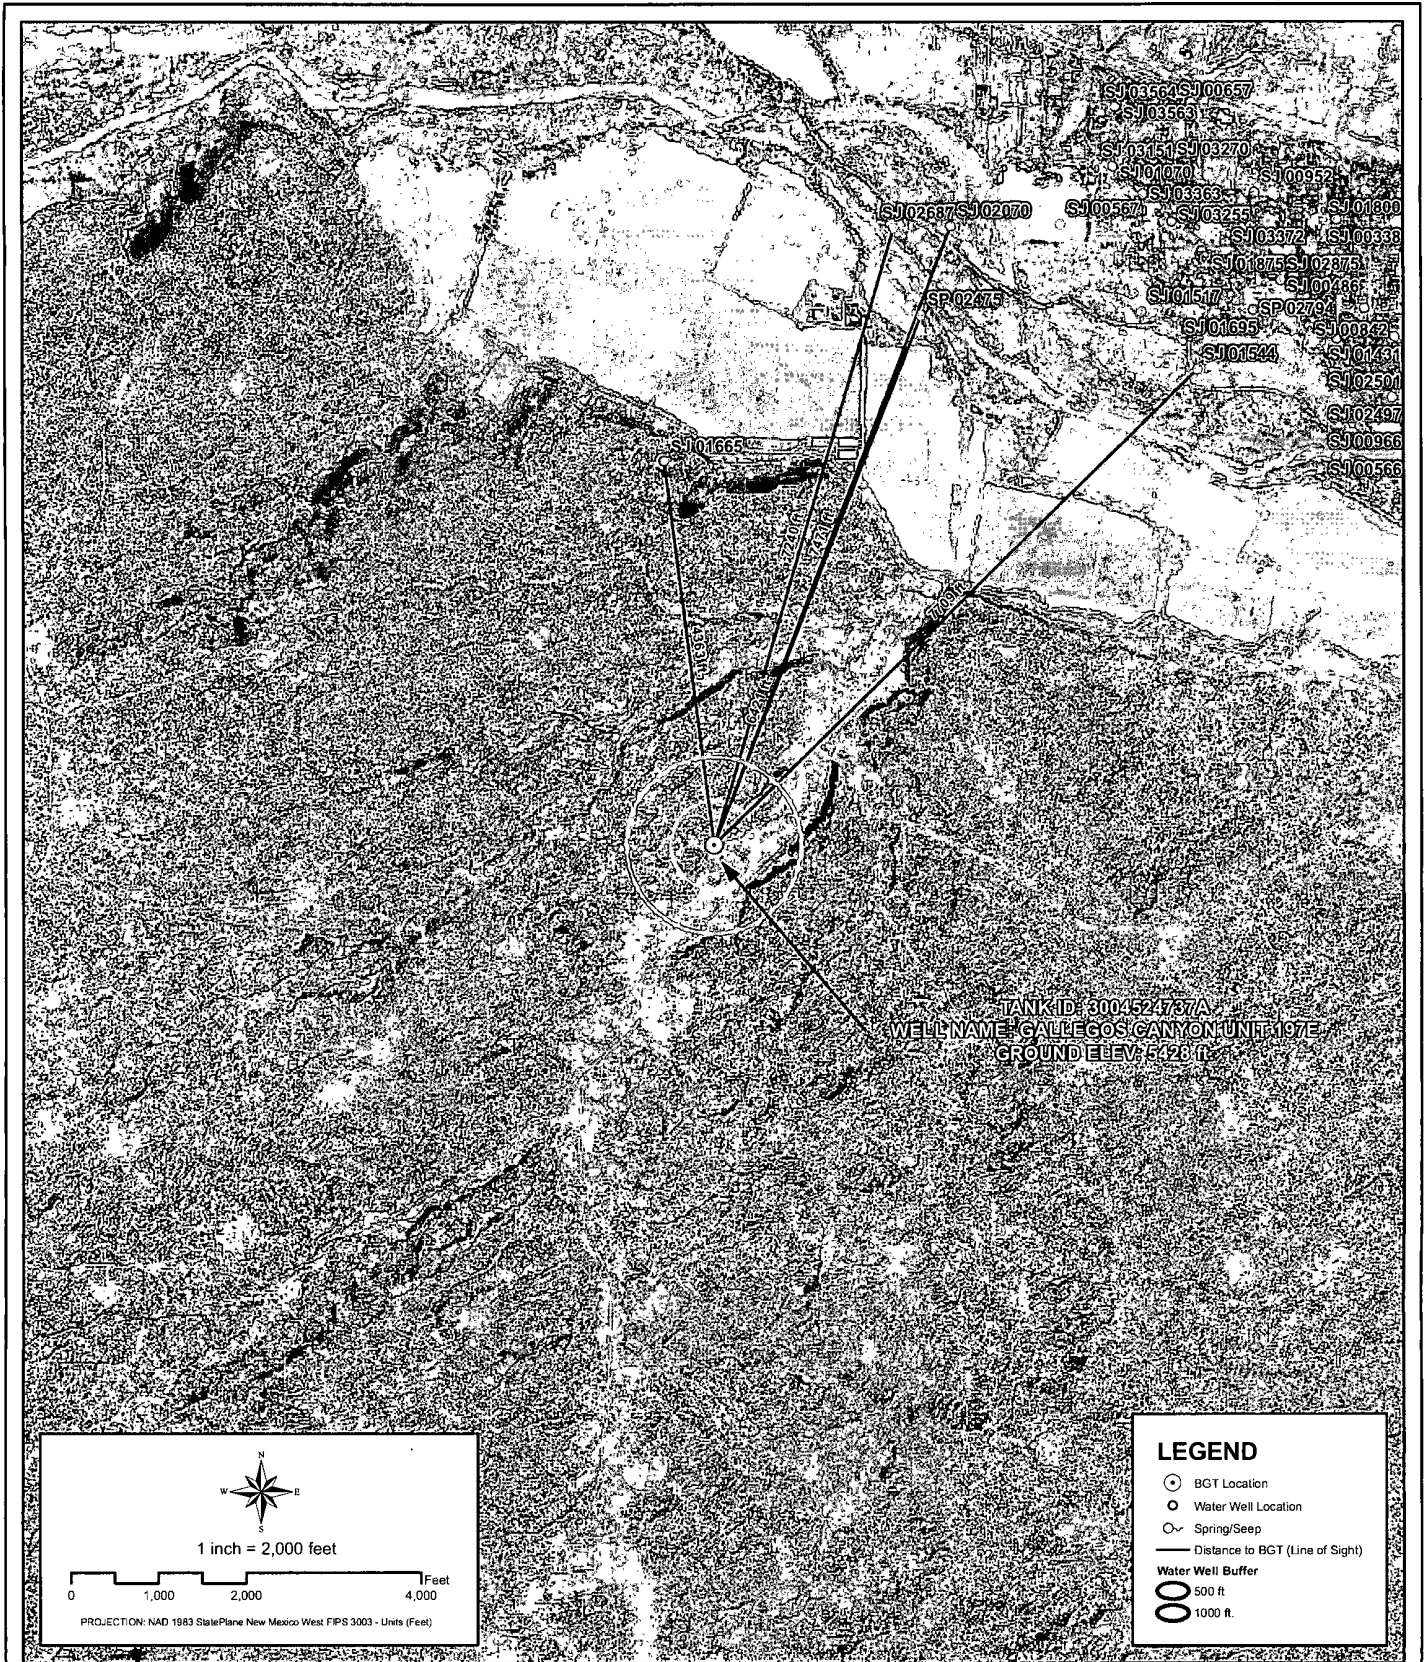 SJ 03564 SJ 00657
SJ 03563
SJ 03151 SJ 03270
SJ 01070
SJ 00952
SJ 03363
SJ 02687 SJ 02070
SJ 00567
SJ 03255
SJ 01800
SJ 03972 SJ 00338
SJ 01875 SJ 02875
SJ 00486
SP 02475
SJ 01517
SP 02794
SJ 01695
SJ 00842
SJ 01544
SJ 01431
SJ 02501
SJ 02497
SJ 01665
SJ 00966
SJ 00566
TANK ID: 3004524737A
WELL NAME: GALLEGOS CANYON UNIT 197E
GROUND ELEV: 5428 ft
N
W E
S
1 inch = 2,000 feet
Feet
0 1,000 2,000 4,000
PROJECTION: NAD 1983 StatePlane New Mexico West FIPS 3003 - Units (Feet)
LEGEND
BGT Location
Water Well Location
Spring/Seep
Distance to BGT (Line of Sight)
Water Well Buffer
500 ft
1000 ft.